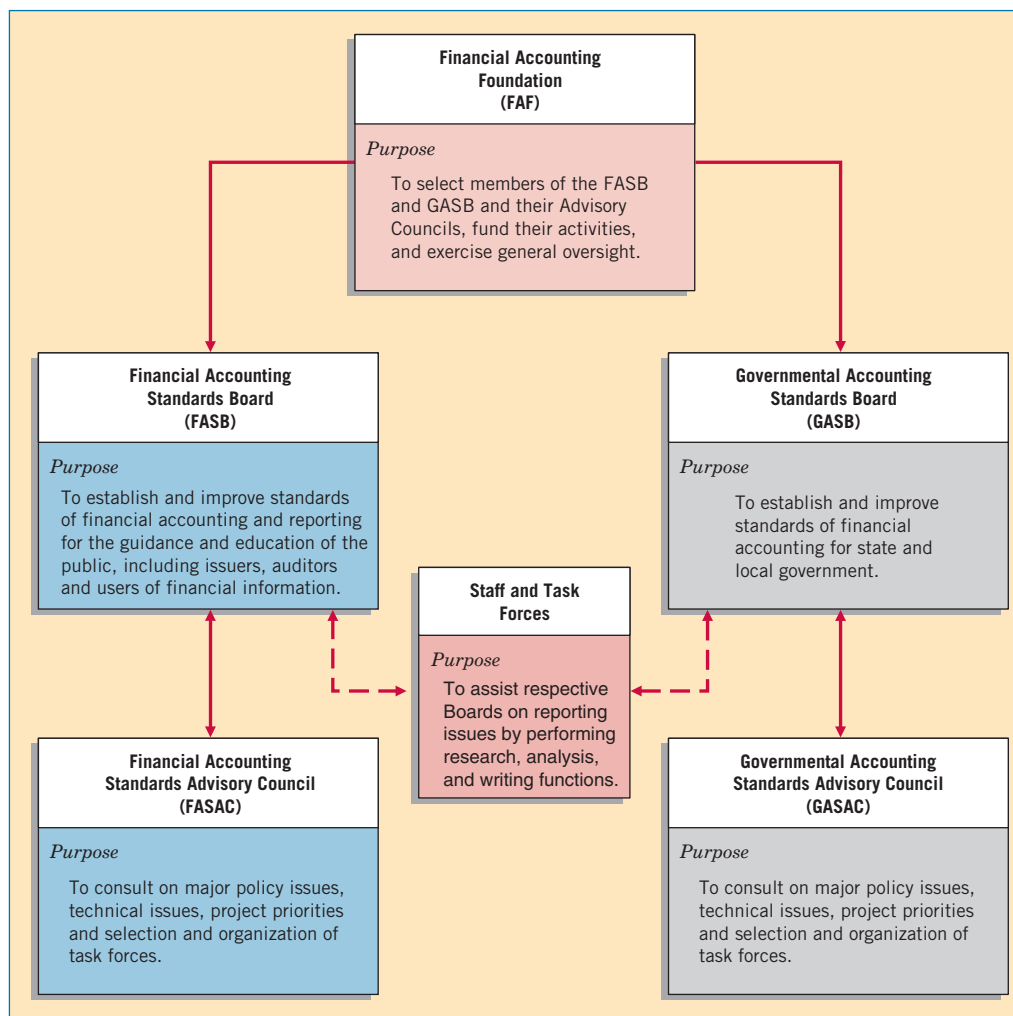 Financial Accounting
Foundation
(FAF)
Purpose
To select members of the FASB
and GASB and their Advisory
Councils, fund their activities,
and exercise general oversight.
Financial Accounting
Standards Board
(FASB)
Purpose
To establish and improve standards
of financial accounting and reporting
for the guidance and education of the
public, including issuers, auditors
and users of financial information.
Governmental Accounting
Standards Board
(GASB)
Purpose
To establish and improve
standards of financial
accounting for state and
local government.
Staff and Task
Forces
Purpose
To assist respective
Boards on reporting
issues by performing
research, analysis,
and writing functions.
Financial Accounting
Standards Advisory Council
(FASAC)
Purpose
To consult on major policy issues,
technical issues, project priorities
and selection and organization of
task forces.
Governmental Accounting
Standards Advisory Council
(GASAC)
Purpose
To consult on major policy issues,
technical issues, project priorities
and selection and organization of
task forces.